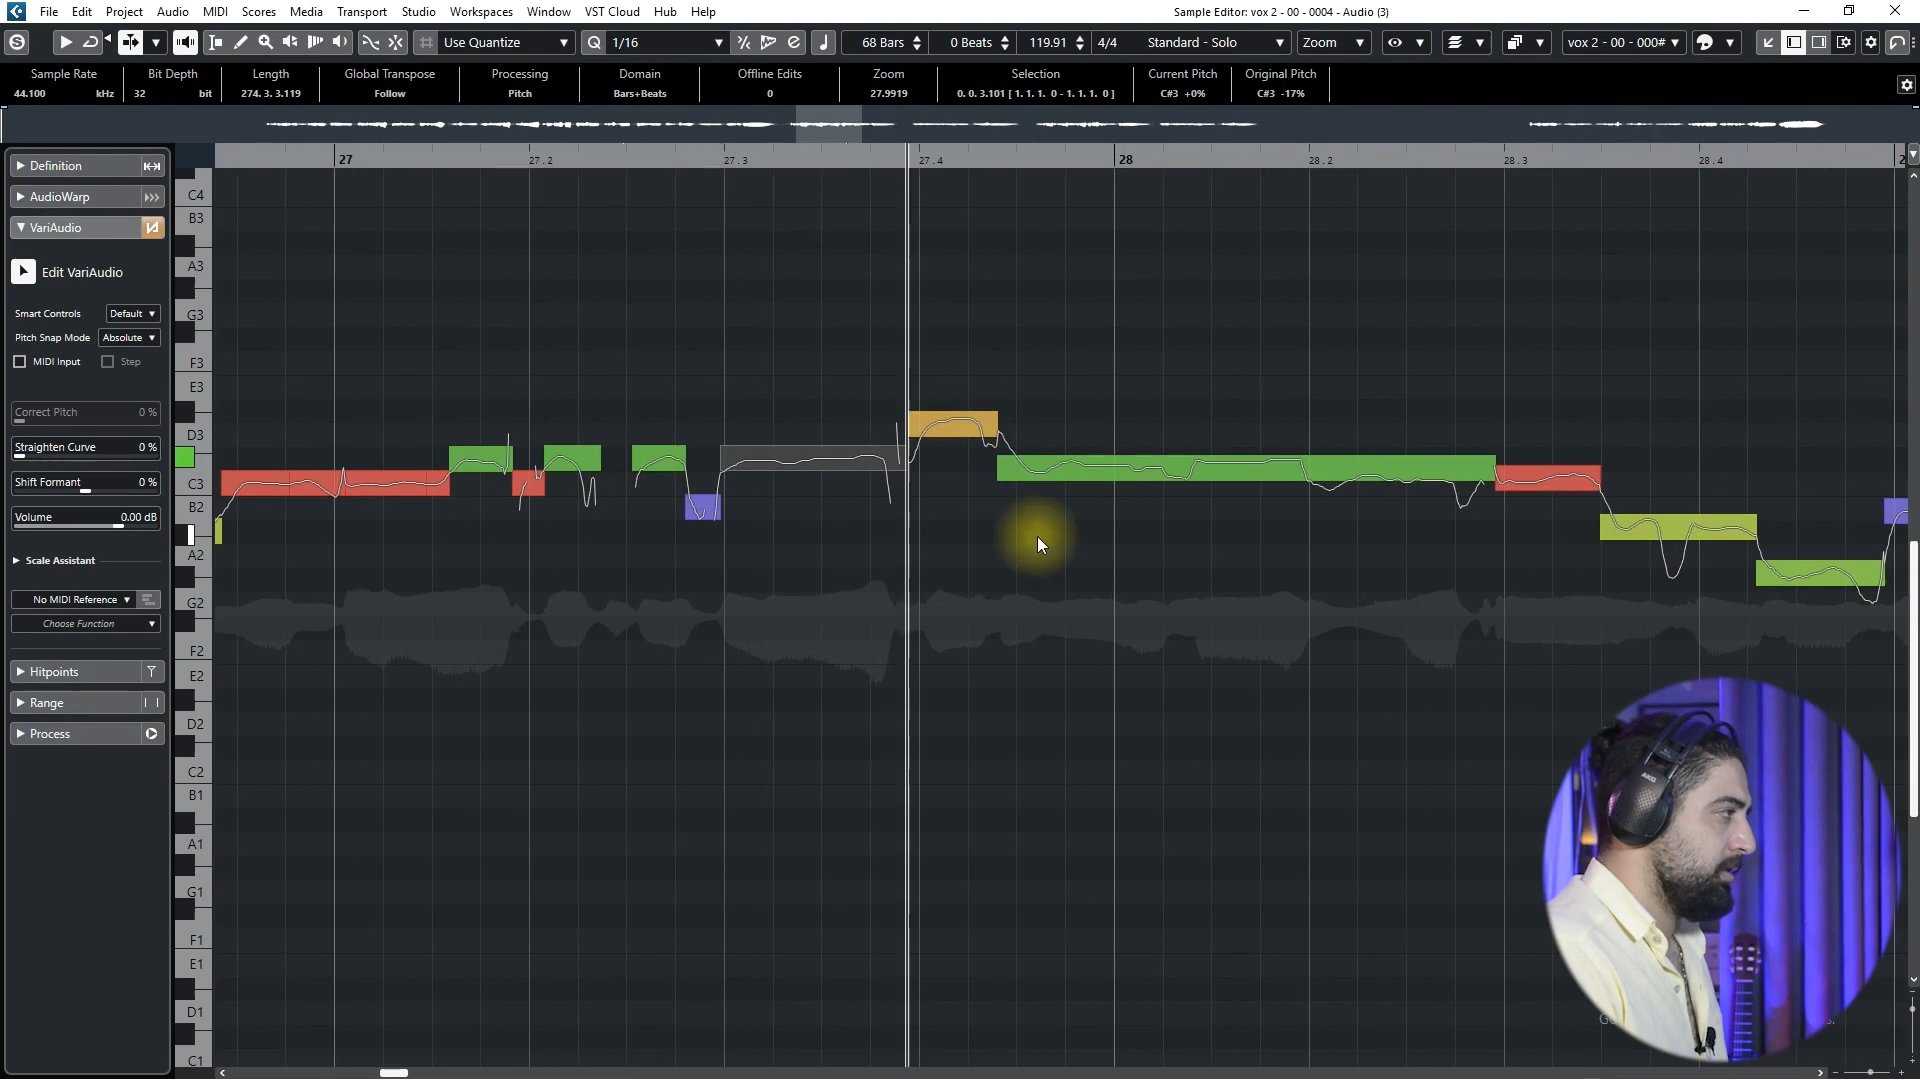 File Edit Project Audio MIDI Scores Media Transport Studio Workspaces Window VST Cloud Hub Help
Sample Editor: vox 2 - 00 - 0004 - Audio (3)
Use Quantize
1/16
68 Bars
0 Beats
119.91
4/4
Standard - Solo
Zoom
vox 2 - 00 - 000#
Sample Rate Bit Depth Length Global Transpose Processing Domain Offline Edits Zoom Selection Current Pitch Original Pitch
44.100 kHz 32 bit 274. 3. 3.119 Follow Pitch Bars+Beats 0 27.9919 0. 0. 3.101 [ 1. 1. 1. 0 - 1. 1. 1. 0 ] C#3 +0% C#3 -17%
27 27.2 27.3 27.4 28 28.2 28.3 28.4 2
Definition
AudioWarp
VariAudio
Edit VariAudio
Smart Controls Default
Pitch Snap Mode Absolute
MIDI Input Step
Correct Pitch 0 %
Straighten Curve 0 %
Shift Formant 0 %
Volume 0.00 dB
Scale Assistant
No MIDI Reference
Choose Function
Hitpoints
Range
Process
C4
B3
A3
G3
F3
E3
D3
C3
B2
A2
G2
F2
E2
D2
C2
B1
A1
G1
F1
E1
D1
C1
AKG